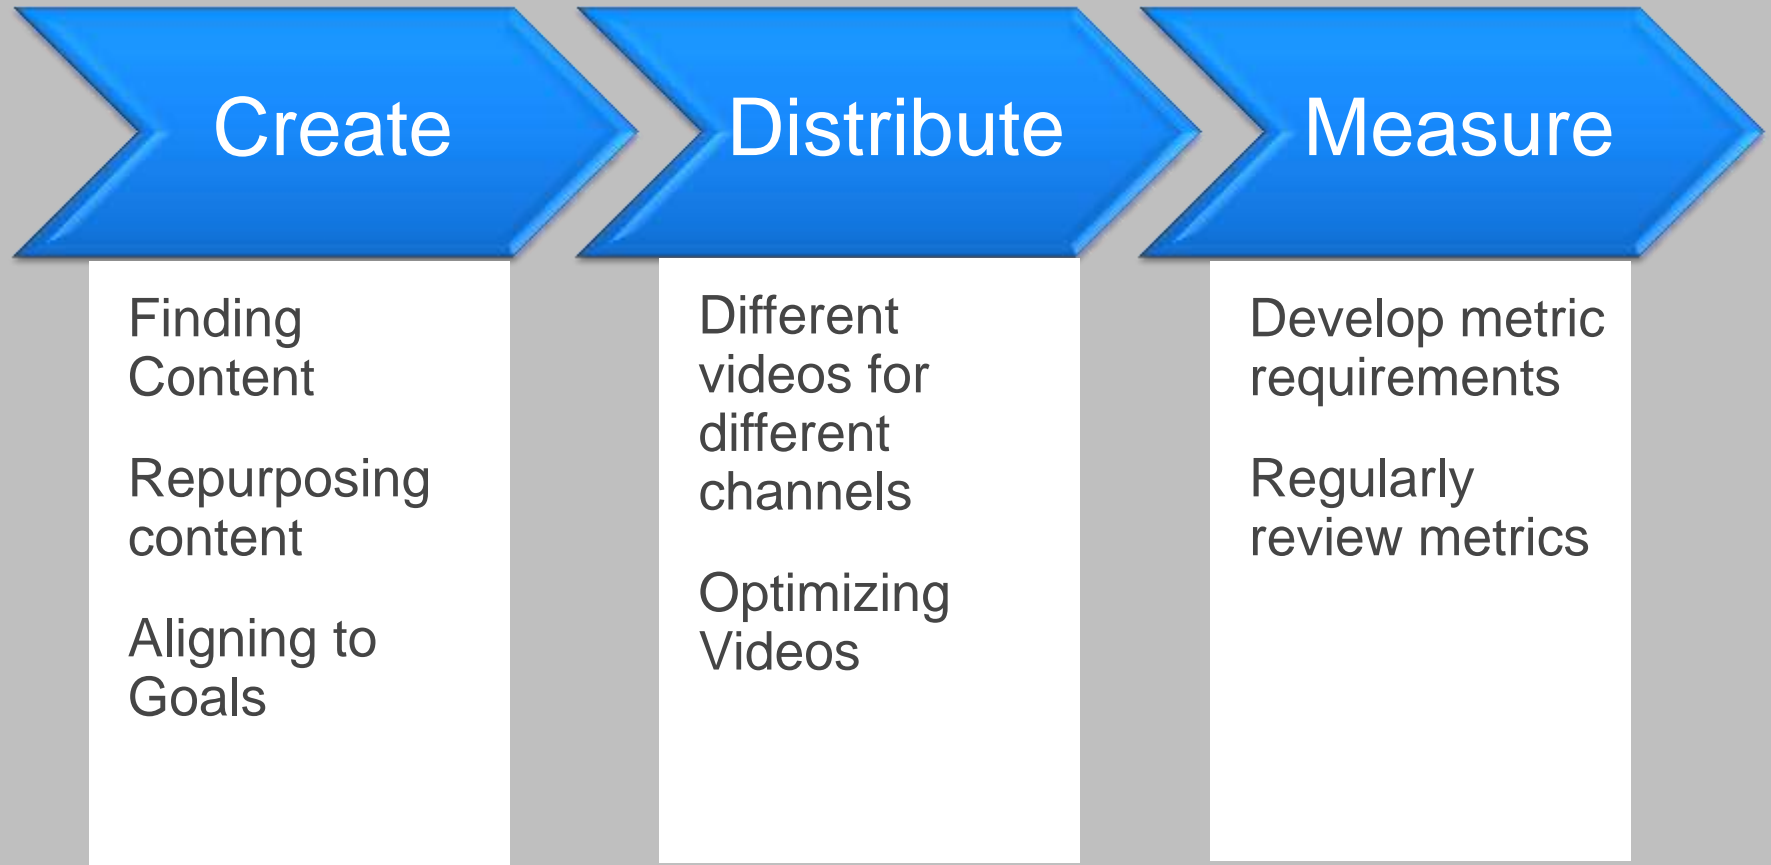 Create
Finding
Content
Repurposing
content
Aligning to
Goals
Distribute
Different
videos for
different
channels
Optimizing
Videos
Measure
Develop metric
requirements
Regularly
review metrics